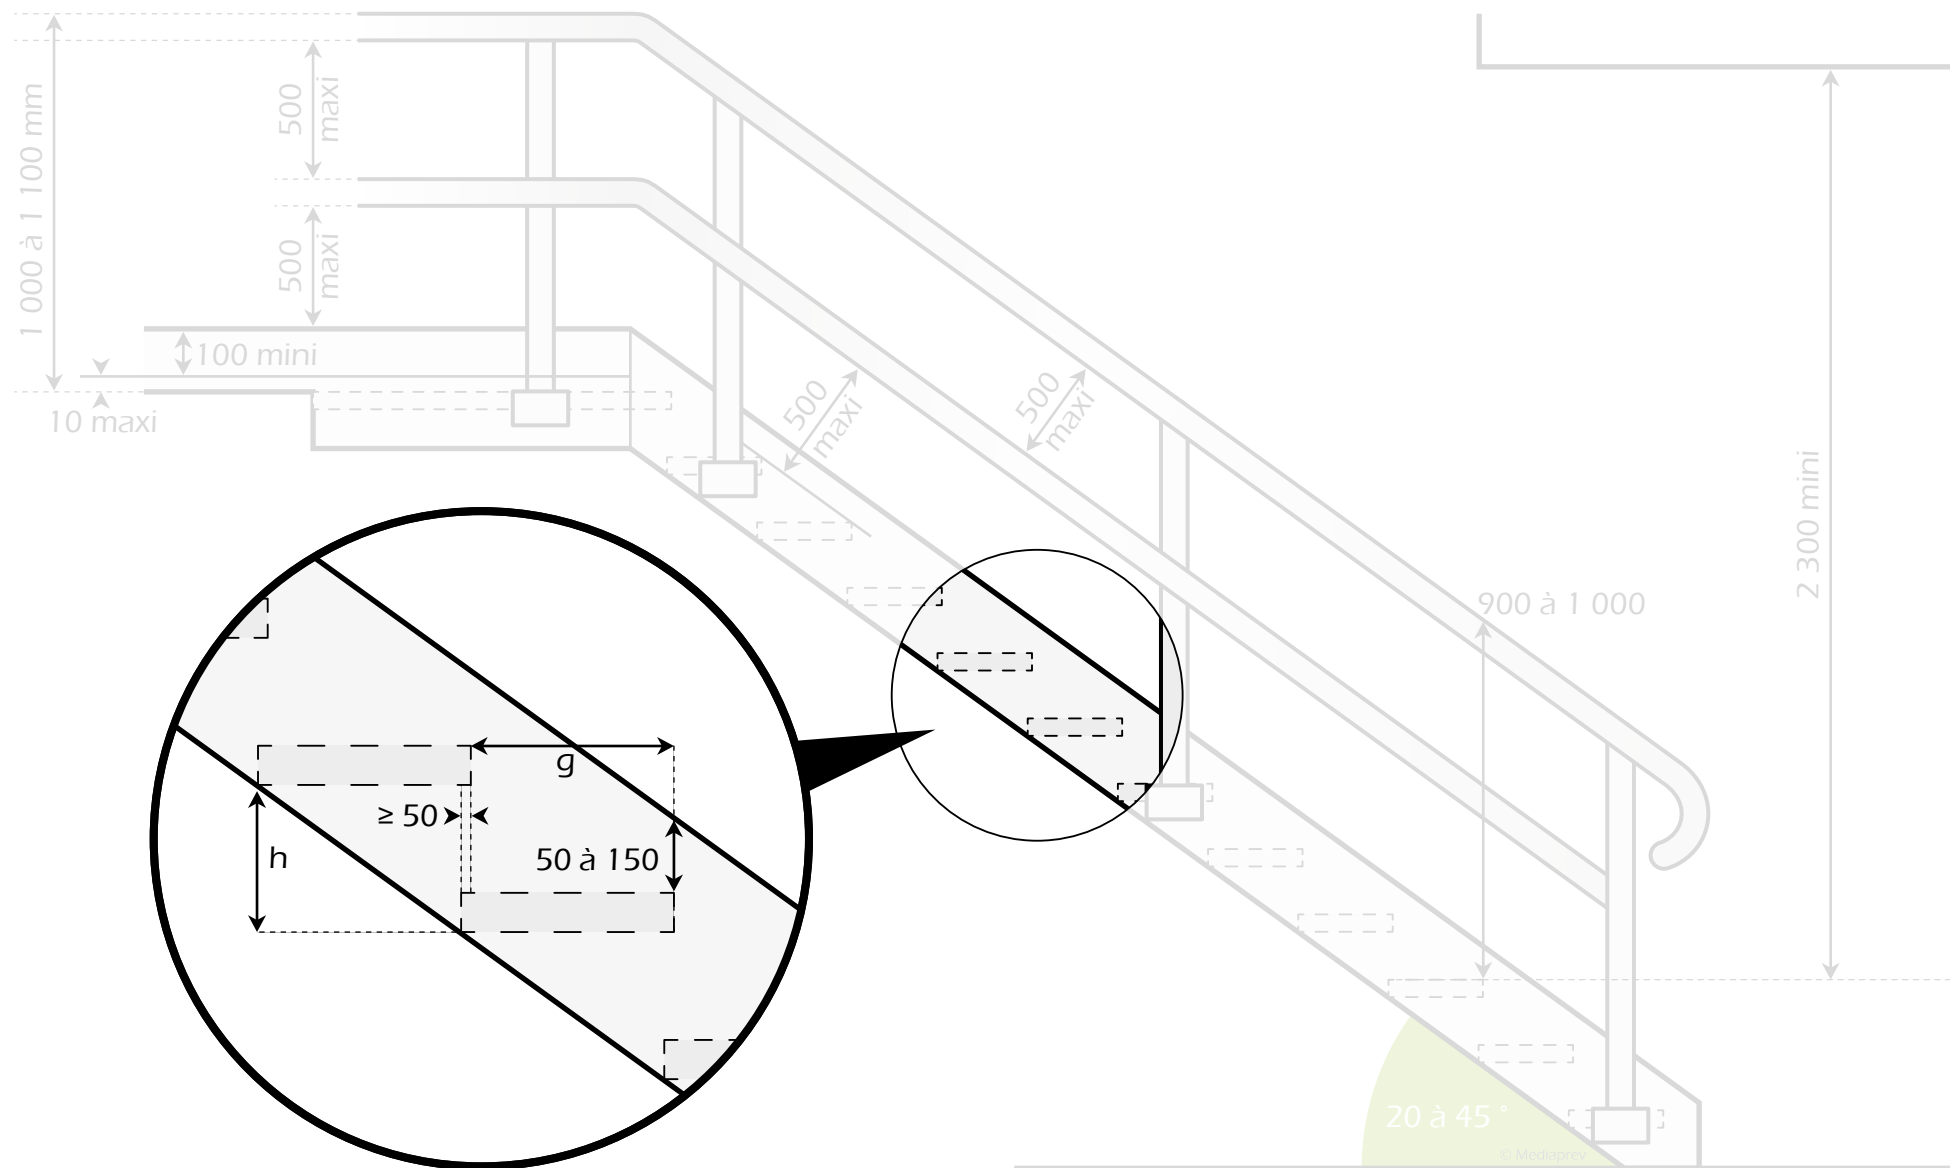 1 000 à 1 100 mm
500
maxi
500
maxi
100 mini
10 maxi
500
maxi
500
maxi
2 300 mini
900 à 1 000
g
≥ 50
h
50 à 150
20 à 45 °
© Mediaprev